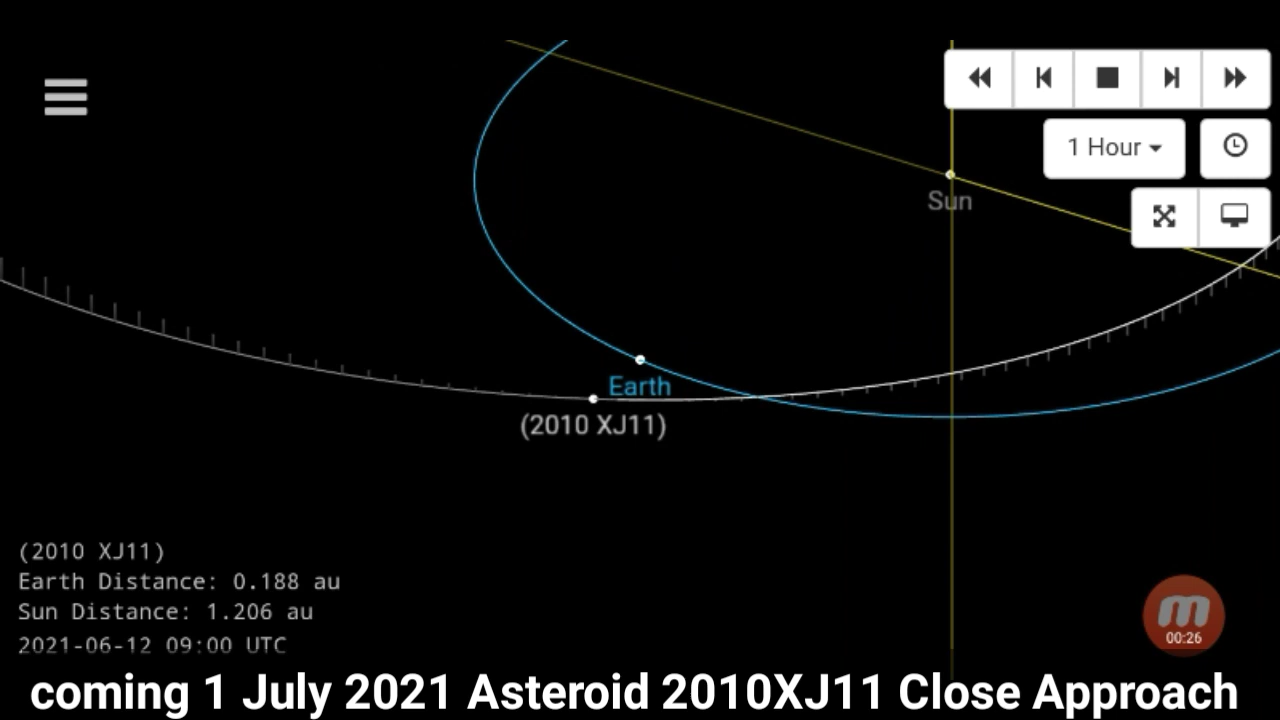 1 Hour
Sun
Earth
(2010 XJ11)
(2010 XJ11)
Earth Distance: 0.188 au
Sun Distance: 1.206 au
2021-06-12 09:00 UTC
00:26
coming 1 July 2021 Asteroid 2010XJ11 Close Approach